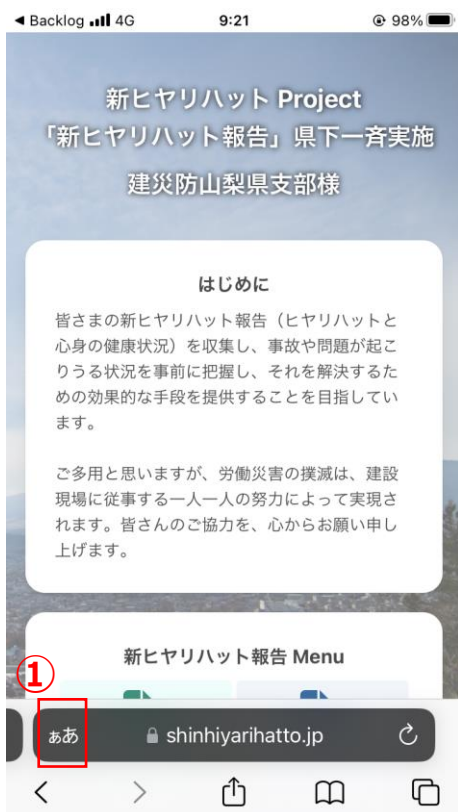 ◀ Backlog 4G 9:21 98%
新ヒヤリハット Project
「新ヒヤリハット報告」県下一斉実施
建災防山梨県支部様
はじめに
皆さまの新ヒヤリハット報告（ヒヤリハットと
心身の健康状況）を収集し、事故や問題が起こ
りうる状況を事前に把握し、それを解決するた
めの効果的な手段を提供することを目指してい
ます。
ご多用と思いますが、労働災害の撲滅は、建設
現場に従事する一人一人の努力によって実現さ
れます。皆さんのご協力を、心からお願い申し
上げます。
新ヒヤリハット報告 Menu
①
ぁあ shinhiyarihatto.jp